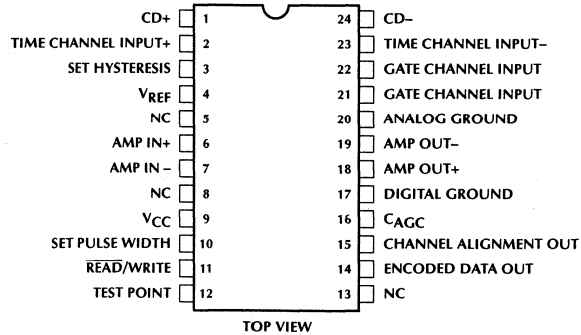 CD+ 1 24 CD–
TIME CHANNEL INPUT+ 2 23 TIME CHANNEL INPUT–
SET HYSTERESIS 3 22 GATE CHANNEL INPUT
VREF 4 21 GATE CHANNEL INPUT
NC 5 20 ANALOG GROUND
AMP IN+ 6 19 AMP OUT–
AMP IN – 7 18 AMP OUT+
NC 8 17 DIGITAL GROUND
VCC 9 16 CAGC
SET PULSE WIDTH 10 15 CHANNEL ALIGNMENT OUT
READ/WRITE 11 14 ENCODED DATA OUT
TEST POINT 12 13 NC
TOP VIEW